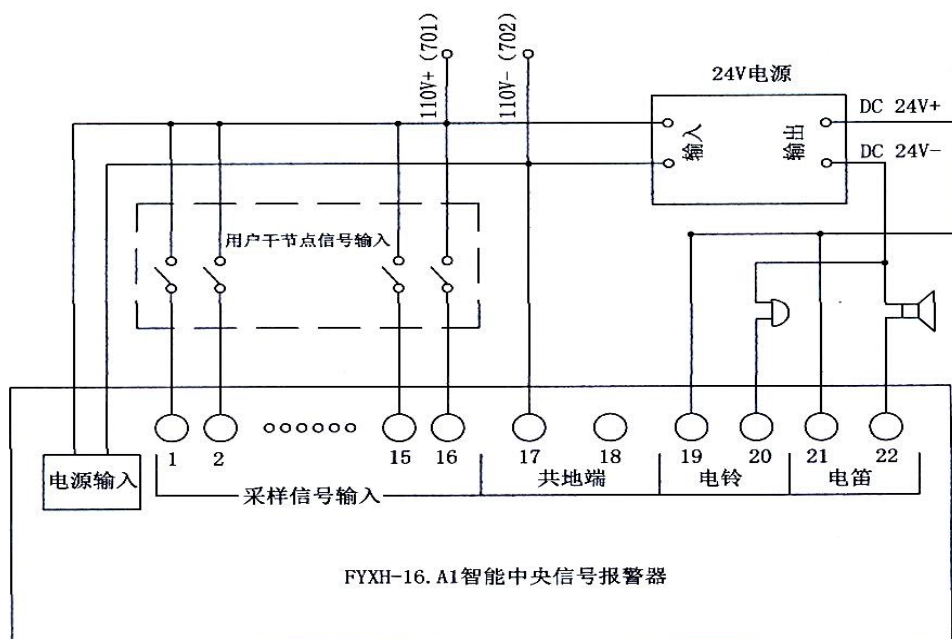 110V+ (701)
110V- (702)
24V电源
输入
输出
DC 24V+
DC 24V-
用户干节点信号输入
1
2
15
16
17
18
19
20
21
22
电源输入
采样信号输入
共地端
电铃
电笛
FYXH-16.A1智能中央信号报警器